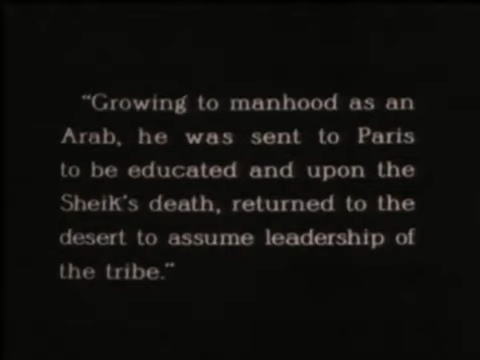 “Growing to manhood as an
Arab, he was sent to Paris
to be educated and upon the
Sheik's death, returned to the
desert to assume leadership of
the tribe.”